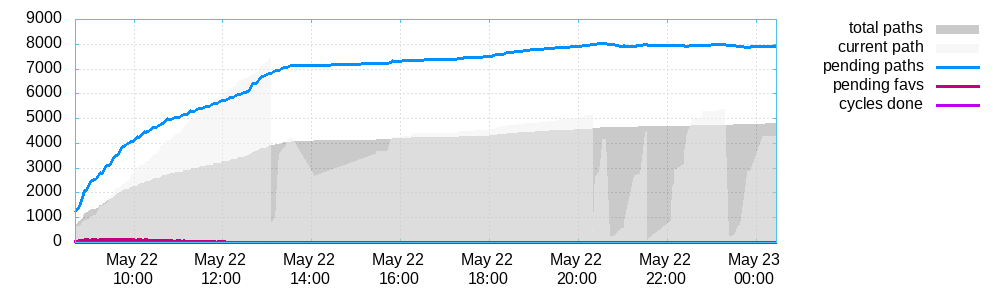 9000
8000
7000
6000
5000
4000
3000
2000
1000
0
May 22 May 22 May 22 May 22 May 22 May 22 May 22 May 23
10:00 12:00 14:00 16:00 18:00 20:00 22:00 00:00
total paths
current path
pending paths
pending favs
cycles done